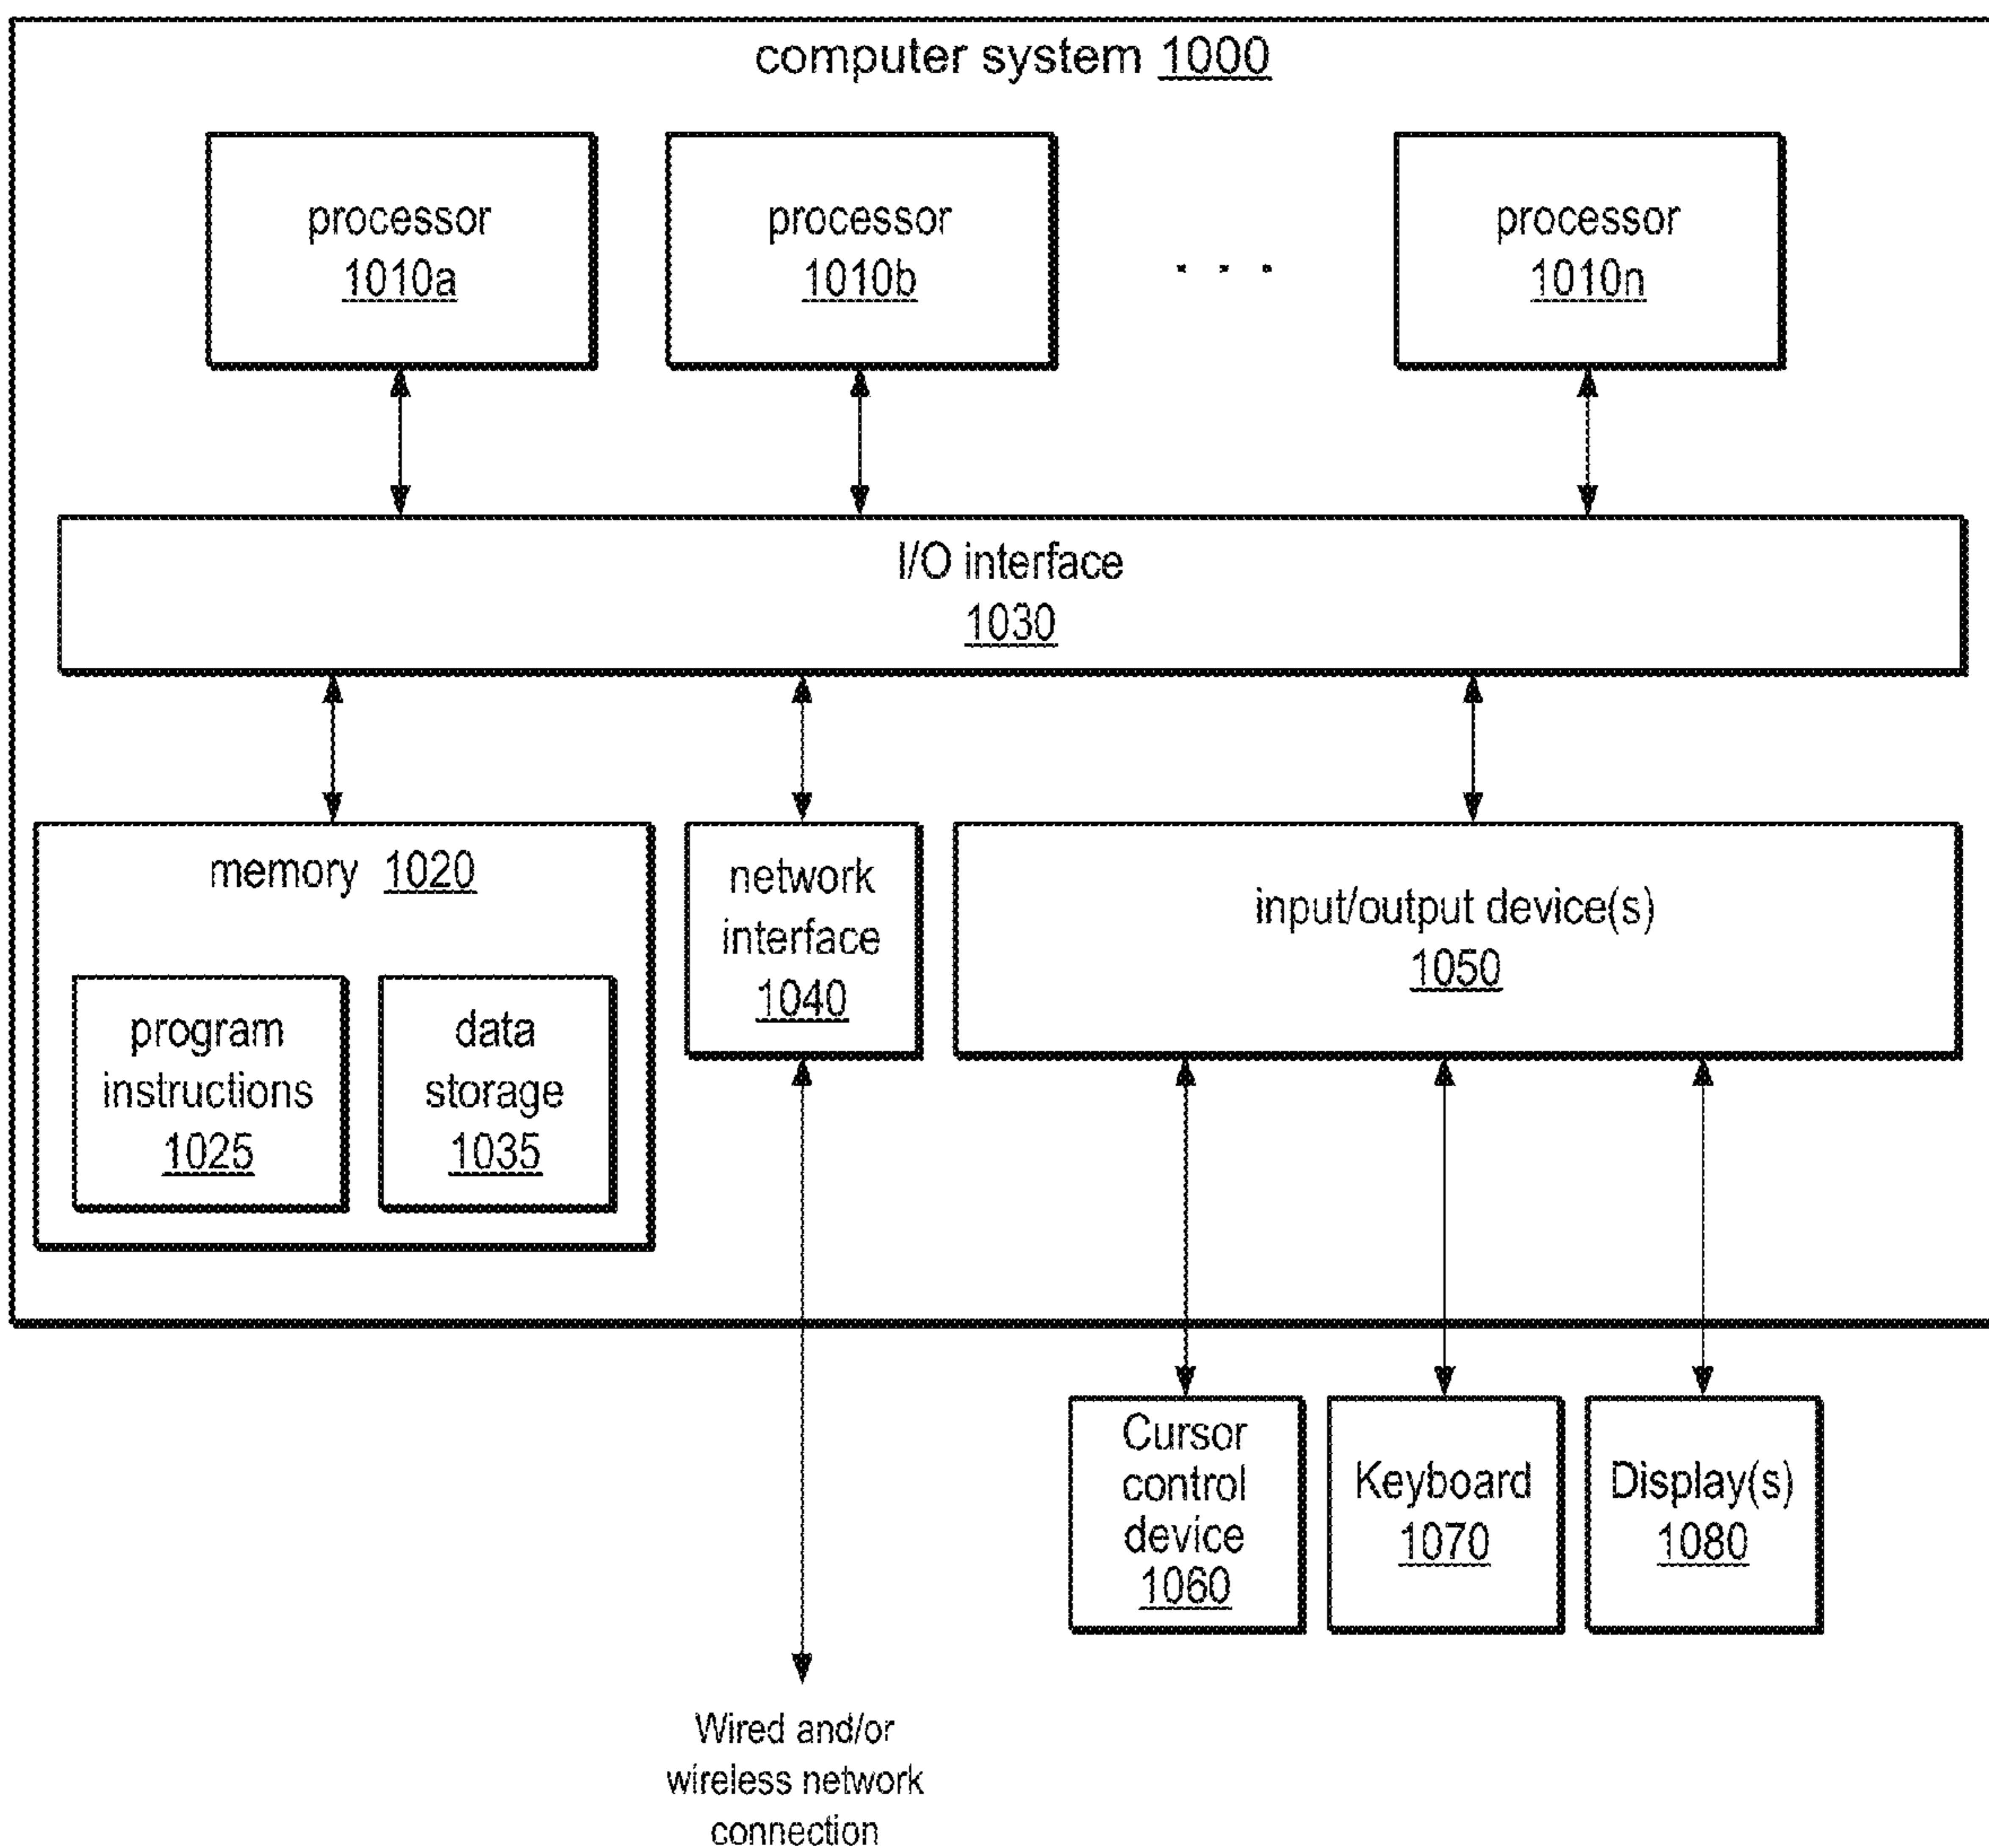 computer system 1000
processor
1010a
processor
1010b
. . .
processor
1010n
I/O interface
1030
memory 1020
program
instructions
1025
data
storage
1035
network
interface
1040
input/output device(s)
1050
Cursor
control
device
1060
Keyboard
1070
Display(s)
1080
Wired and/or
wireless network
connection